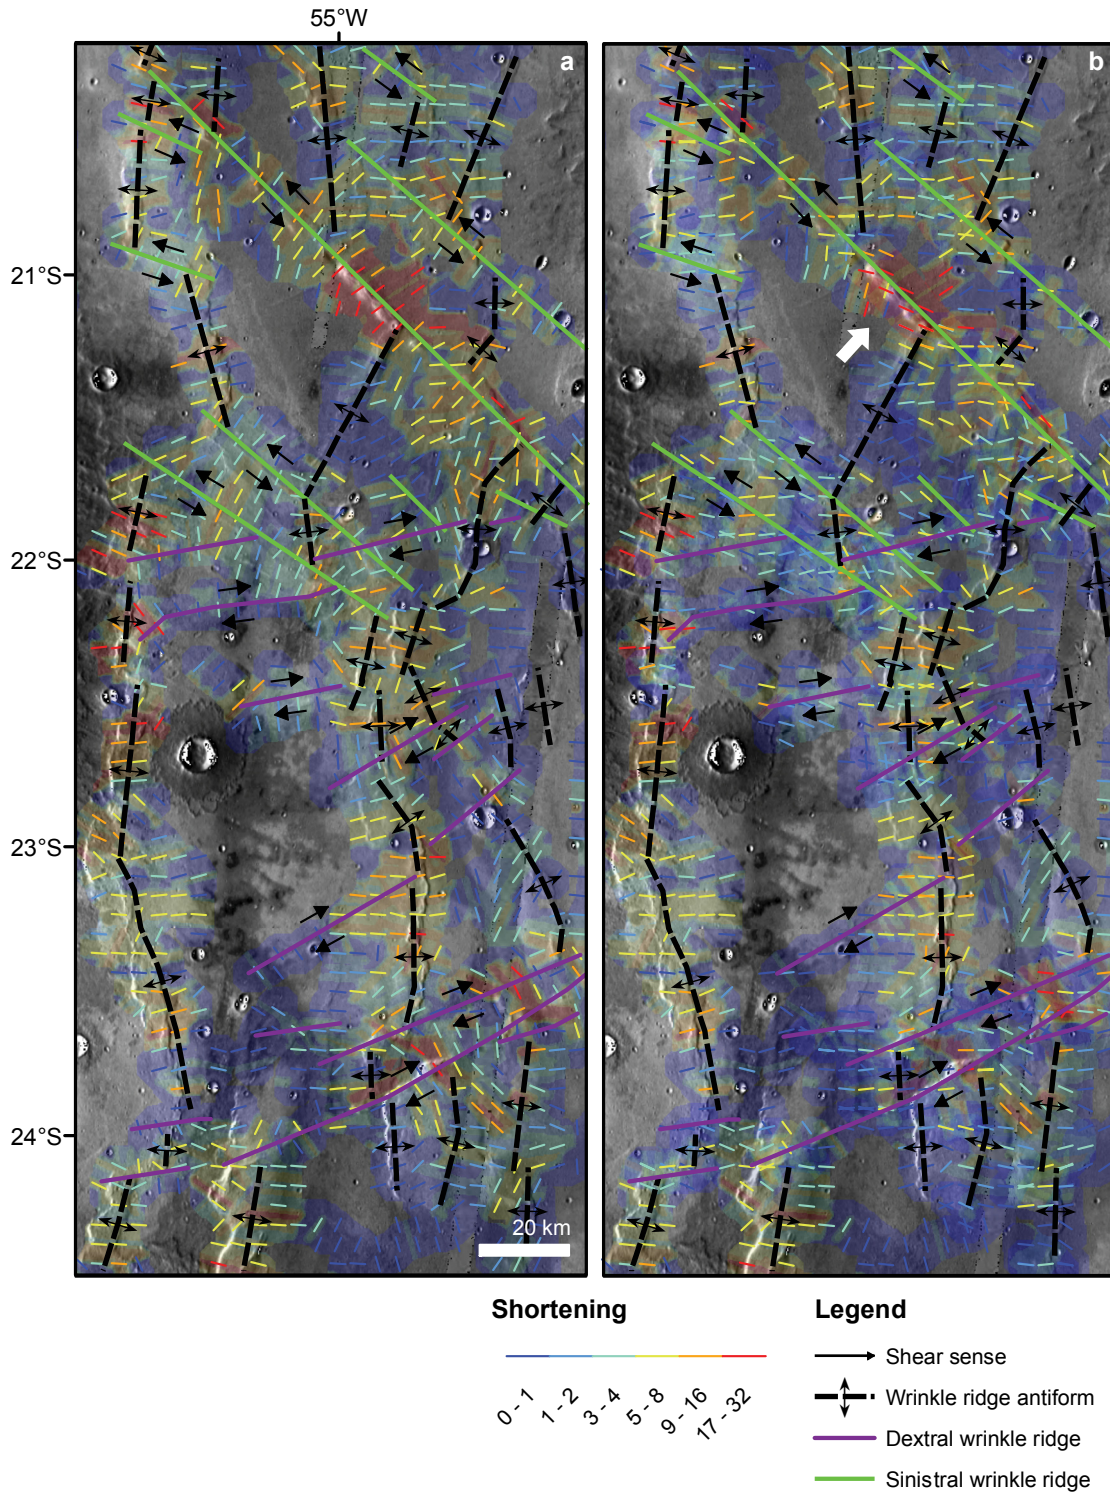 55°W
a
b
21°S
22°S
23°S
24°S
20 km
Shortening
0 - 1
1 - 2
3 - 4
5 - 8
9 - 16
17 - 32
Legend
Shear sense
Wrinkle ridge antiform
Dextral wrinkle ridge
Sinistral wrinkle ridge